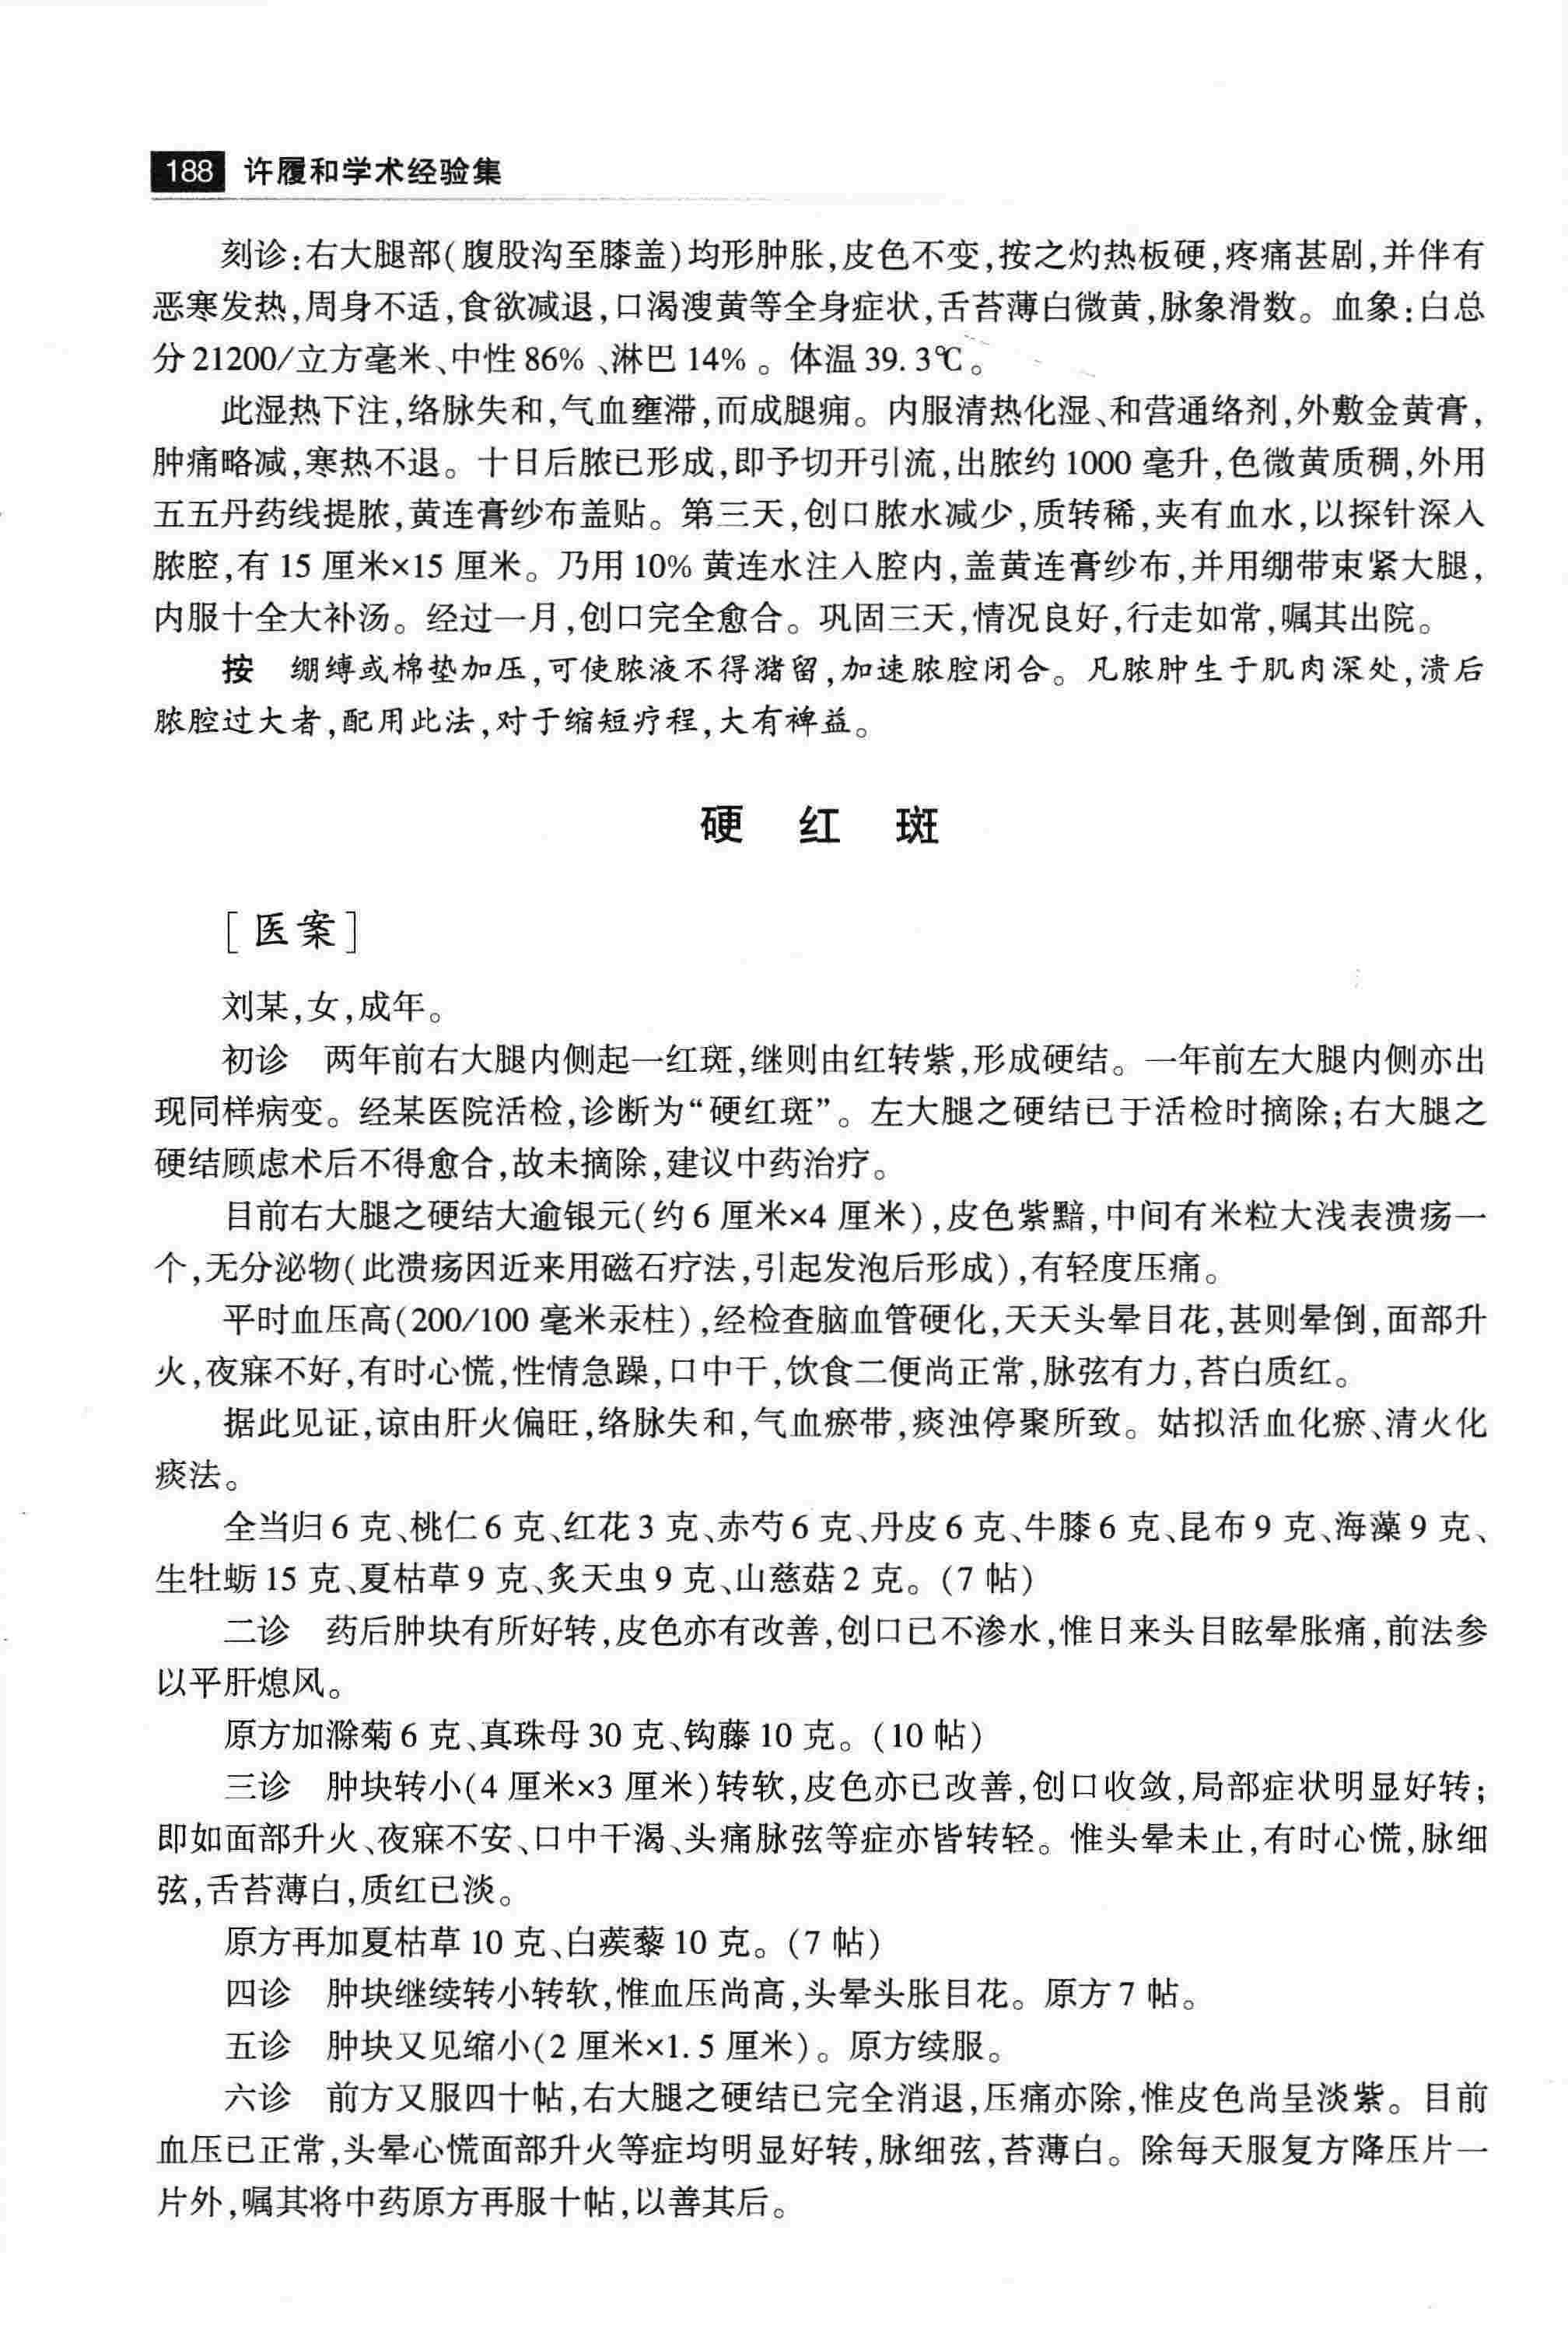 188 许履和学术经验集
刻诊:右大腿部(腹股沟至膝盖)均形肿胀,皮色不变,按之灼热板硬,疼痛甚剧,并伴有
恶寒发热,周身不适,食欲减退,口渴溲黄等全身症状,舌苔薄白微黄,脉象滑数。血象:白总
分21200/立方毫米、中性86%、淋巴14%。体温39.3℃。
此湿热下注,络脉失和,气血壅滞,而成腿痈。内服清热化湿、和营通络剂,外敷金黄膏,
肿痛略减,寒热不退。十日后脓已形成,即予切开引流,出脓约1000毫升,色微黄质稠,外用
五五丹药线提脓,黄连膏纱布盖贴。第三天,创口脓水减少,质转稀,夹有血水,以探针深入
脓腔,有15厘米×15厘米。乃用10%黄连水注入腔内,盖黄连膏纱布,并用绷带束紧大腿,
内服十全大补汤。经过一月,创口完全愈合。巩固三天,情况良好,行走如常,嘱其出院。
按 绷缚或棉垫加压,可使脓液不得潴留,加速脓腔闭合。凡脓肿生于肌肉深处,溃后
脓腔过大者,配用此法,对于缩短疗程,大有裨益。
硬红斑
[医案]
刘某,女,成年。
初诊 两年前右大腿内侧起一红斑,继则由红转紫,形成硬结。一年前左大腿内侧亦出
现同样病变。经某医院活检,诊断为“硬红斑”。左大腿之硬结已于活检时摘除;右大腿之
硬结顾虑术后不得愈合,故未摘除,建议中药治疗。
目前右大腿之硬结大逾银元(约6厘米×4厘米),皮色紫黯,中间有米粒大浅表溃疡一
个,无分泌物(此溃疡因近来用磁石疗法,引起发泡后形成),有轻度压痛。
平时血压高(200/100毫米汞柱),经检查脑血管硬化,天天头晕目花,甚则晕倒,面部升
火,夜寐不好,有时心慌,性情急躁,口中干,饮食二便尚正常,脉弦有力,苔白质红。
据此见证,谅由肝火偏旺,络脉失和,气血瘀带,痰浊停聚所致。姑拟活血化瘀、清火化
痰法。
全当归6克、桃仁6克、红花3克、赤芍6克、丹皮6克、牛膝6克、昆布9克、海藻9克、
生牡蛎15克、夏枯草9克、炙天虫9克、山慈菇2克。(7帖)
二诊 药后肿块有所好转,皮色亦有改善,创口已不渗水,惟日来头目眩晕胀痛,前法参
以平肝熄风。
原方加滁菊6克、真珠母30克、钩藤10克。(10帖)
三诊 肿块转小(4厘米×3厘米)转软,皮色亦已改善,创口收敛,局部症状明显好转;
即如面部升火、夜寐不安、口中干渴、头痛脉弦等症亦皆转轻。惟头晕未止,有时心慌,脉细
弦,舌苔薄白,质红已淡。
原方再加夏枯草10克、白蒺藜10克。(7帖)
四诊 肿块继续转小转软,惟血压尚高,头晕头胀目花。原方7帖。
五诊 肿块又见缩小(2厘米×1.5厘米)。原方续服。
六诊 前方又服四十帖,右大腿之硬结已完全消退,压痛亦除,惟皮色尚呈淡紫。目前
血压已正常,头晕心慌面部升火等症均明显好转,脉细弦,苔薄白。除每天服复方降压片一
片外,嘱其将中药原方再服十帖,以善其后。